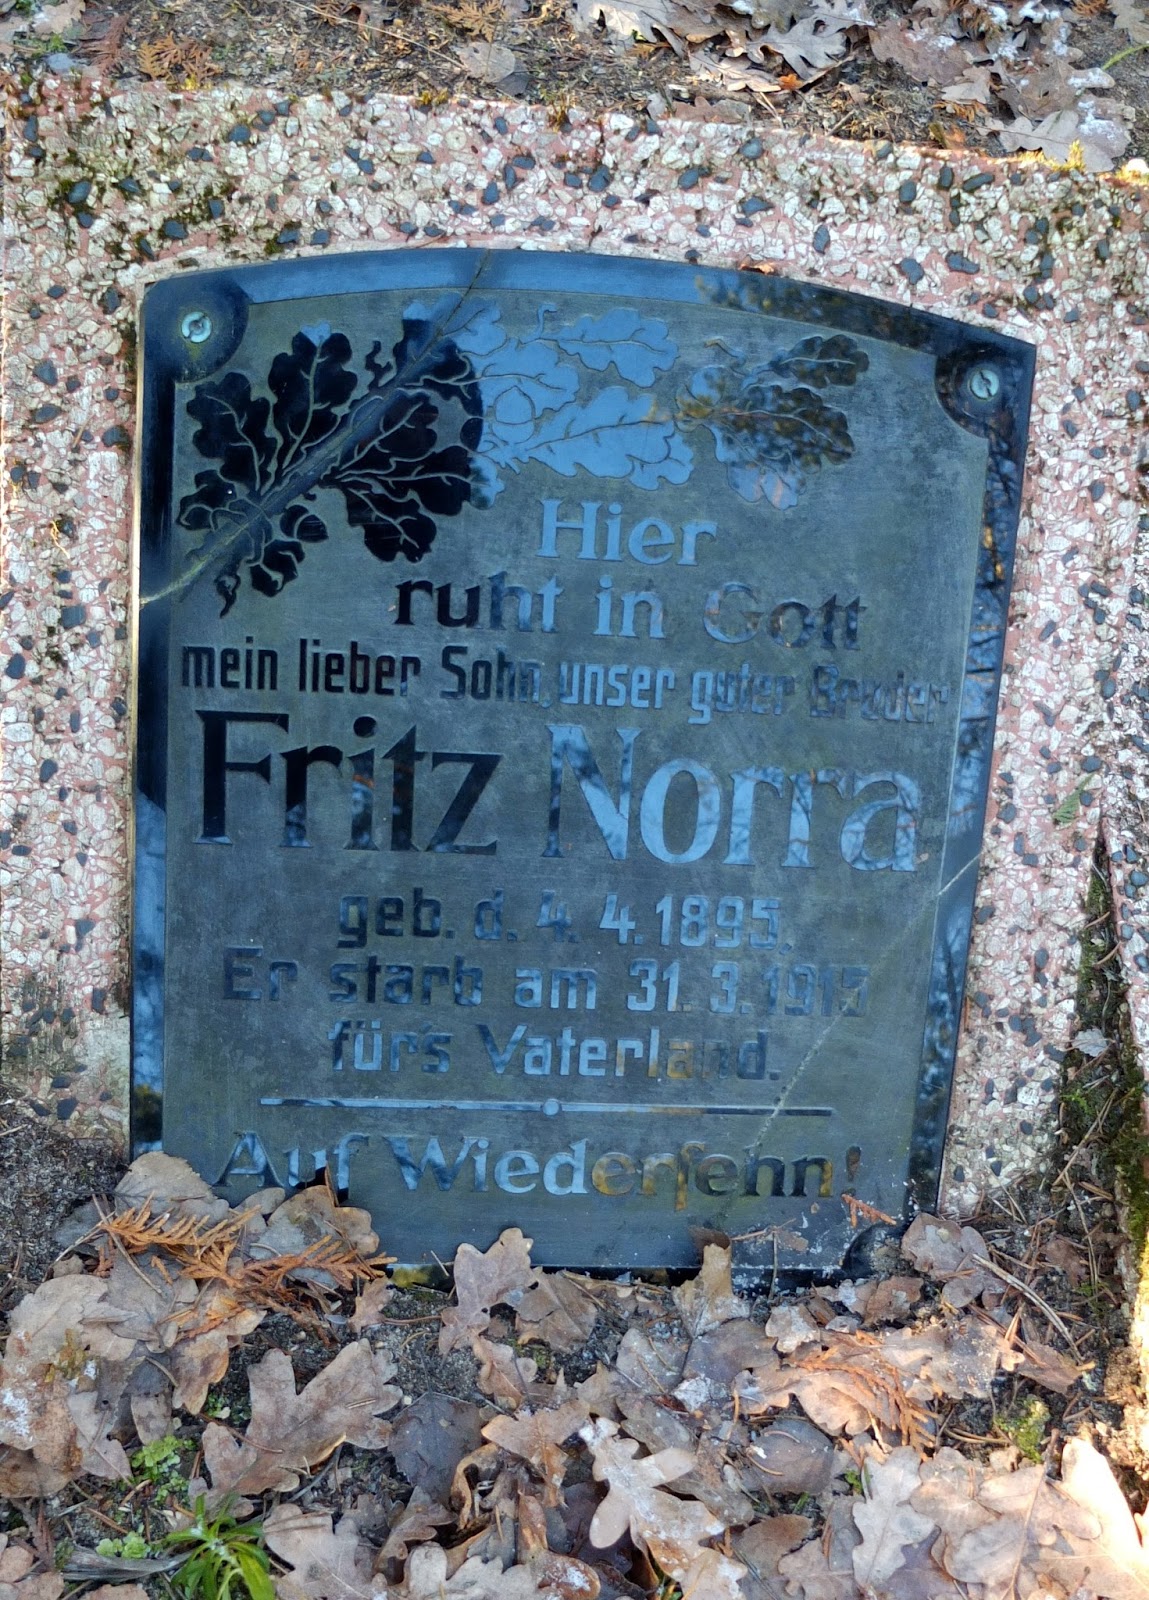 Hier
ruht in Gott
mein lieber Sohn, unser guter Bruder
Fritz Norra
geb. d. 4. 4. 1895.
Er starb am 31. 3. 1917
für's Vaterland.
Auf Wiedersehn!